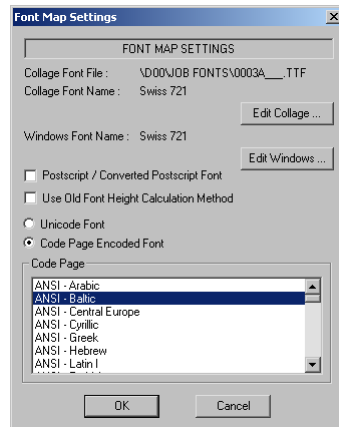 Font Map Settings
FONT MAP SETTINGS
Collage Font File : \D00\JOB FONTS\0003A___.TTF
Collage Font Name : Swiss 721
Edit Collage ...
Windows Font Name : Swiss 721
Edit Windows ...
Postscript / Converted Postscript Font
Use Old Font Height Calculation Method
Unicode Font
Code Page Encoded Font
Code Page
ANSI - Arabic
ANSI - Baltic
ANSI - Central Europe
ANSI - Cyrillic
ANSI - Greek
ANSI - Hebrew
ANSI - Latin I
OK Cancel